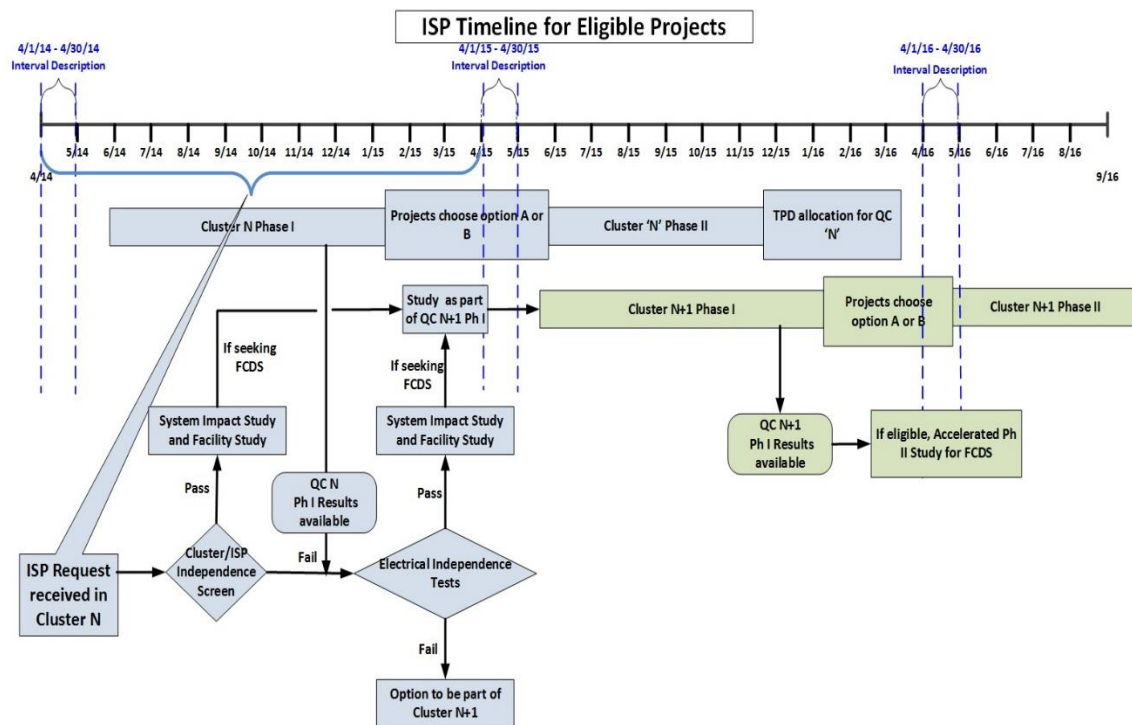 ISP Timeline for Eligible Projects
4/1/14 - 4/30/14
Interval Description
4/1/15 - 4/30/15
Interval Description
4/1/16 - 4/30/16
Interval Description
5/14 6/14 7/14 8/14 9/14 10/14 11/14 12/14 1/15 2/15 3/15 4/15 5/15 6/15 7/15 8/15 9/15 10/15 11/15 12/15 1/16 2/16 3/16 4/16 5/16 6/16 7/16 8/16
4/14
9/16
Cluster N Phase I
Projects choose option A or
B
Cluster ‘N’ Phase II
TPD allocation for QC
‘N’
Study as part
of QC N+1 Ph I
Cluster N+1 Phase I
Projects choose
option A or B
Cluster N+1 Phase II
If seeking
FCDS
If seeking
FCDS
System Impact Study
and Facility Study
System Impact Study
and Facility Study
QC N+1
Ph I Results
available
If eligible, Accelerated Ph
II Study for FCDS
Pass
QC N
Ph I Results
available
Pass
ISP Request
received in
Cluster N
Cluster/ISP
Independence
Screen
Fail
Electrical Independence
Tests
Fail
Option to be part of
Cluster N+1